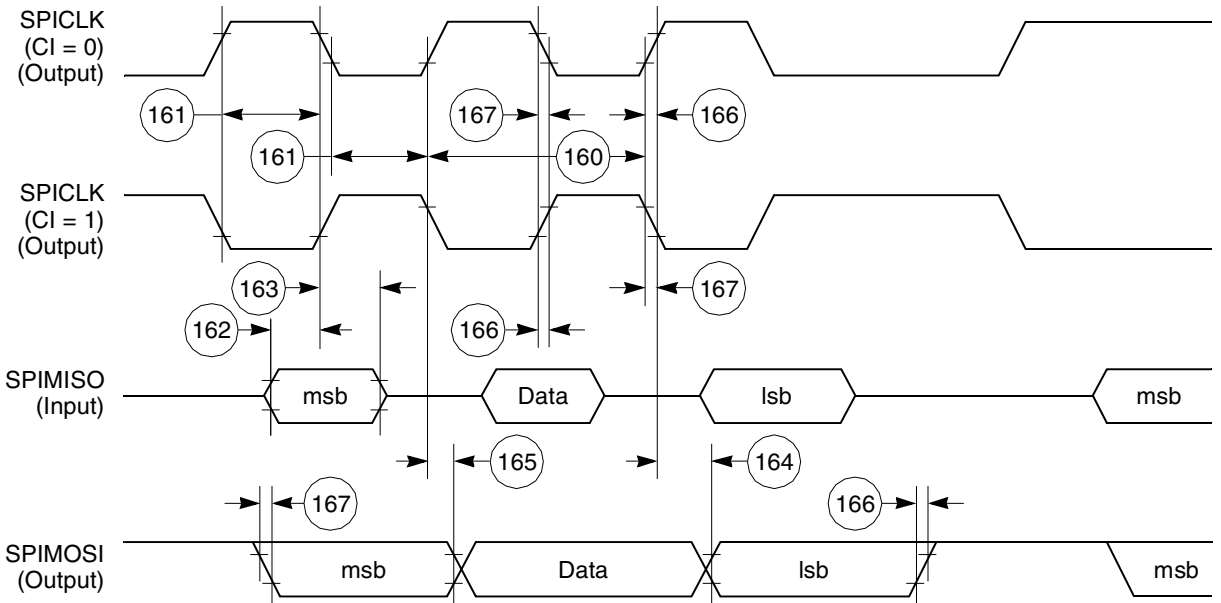 SPICLK
(CI = 0)
(Output)
161
167
166
161
160
SPICLK
(CI = 1)
(Output)
163
167
162
166
SPIMISO
(Input)
msb
Data
lsb
msb
165
164
167
166
SPIMOSI
(Output)
msb
Data
lsb
msb